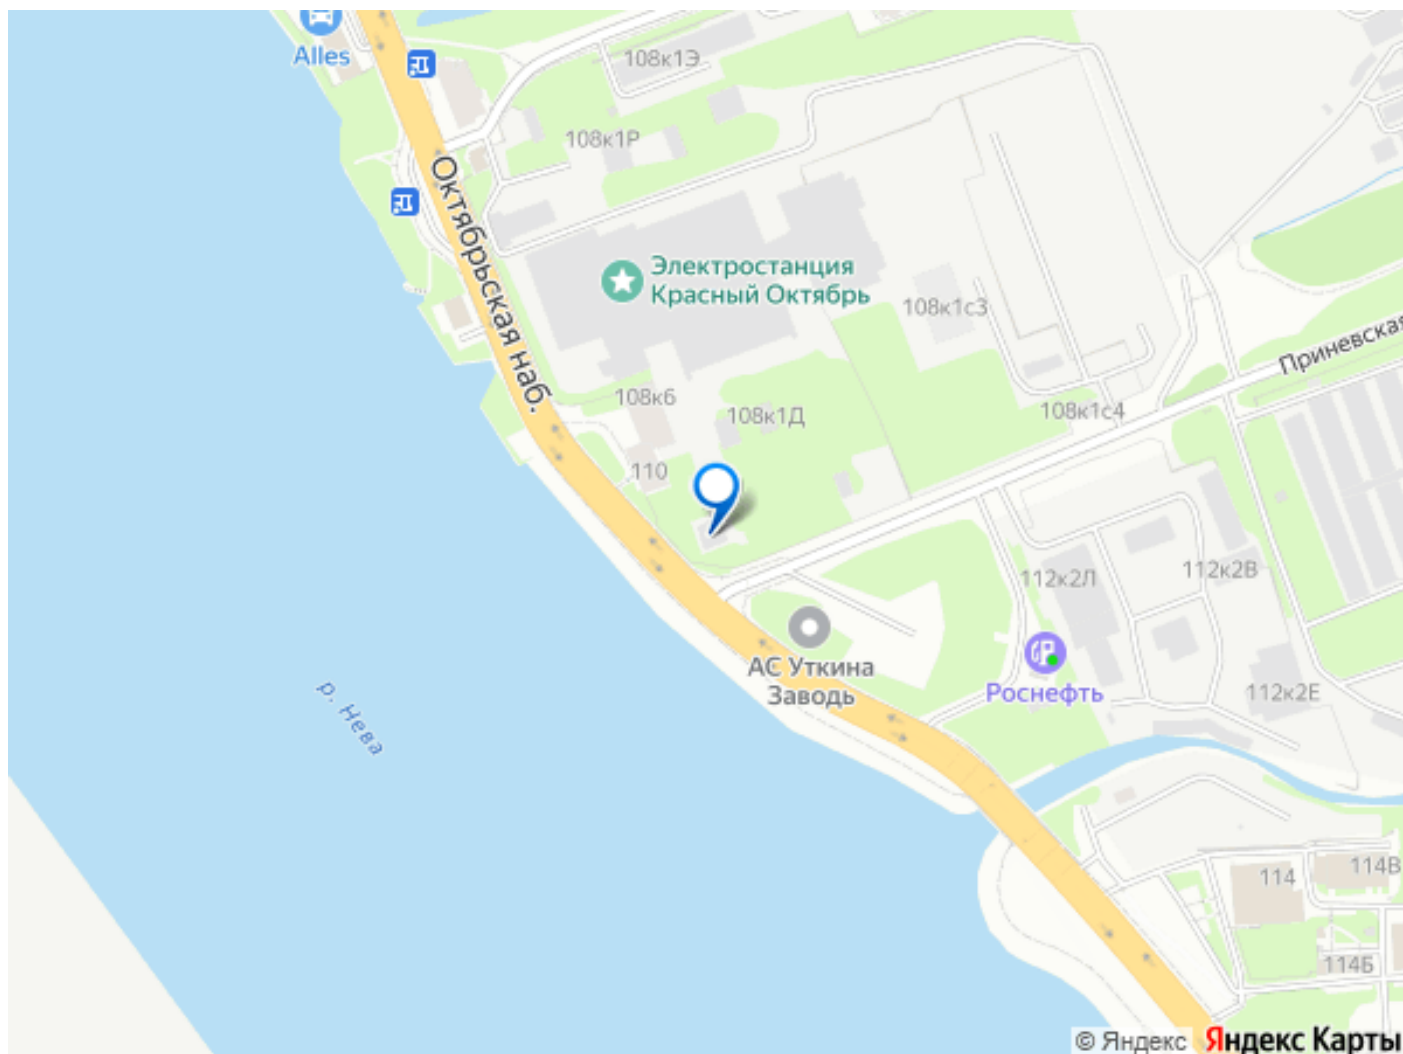 Alles
108к1Э
108к1Р
Октябрьская наб.
Электростанция
Красный Октябрь
108к1с3
Приневская
108к6
108к1Д
108к1с4
110
112к2Л
112к2В
АС Уткина
Заводь
Роснефть
112к2Е
р. Нева
114
114В
114Б
© Яндекс Яндекс Карты